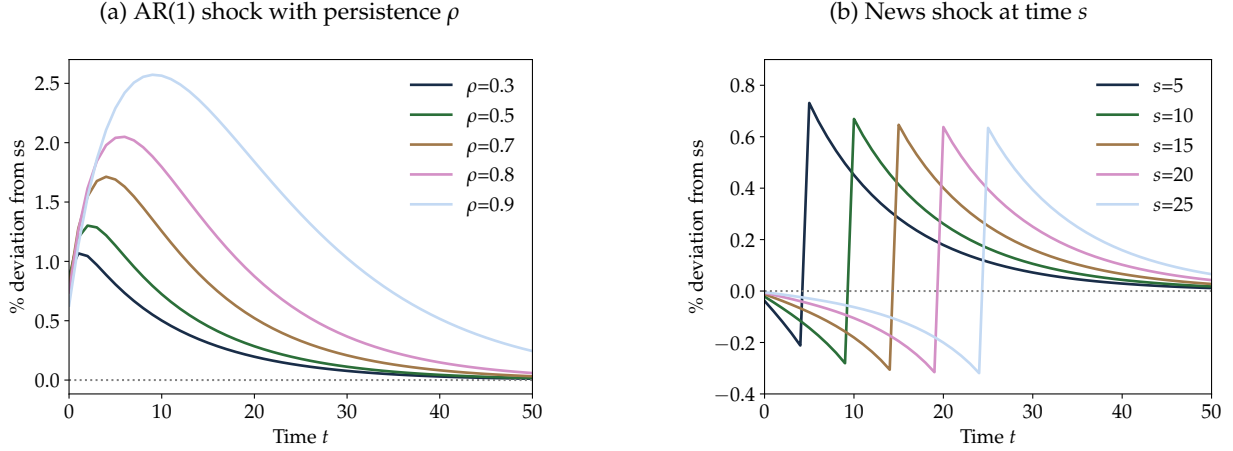 (a) AR(1) shock with persistence ρ
% deviation from ss
2.5
2.0
1.5
1.0
0.5
0.0
ρ=0.3
ρ=0.5
ρ=0.7
ρ=0.8
ρ=0.9
0 10 20 30 40 50
Time t
(b) News shock at time s
% deviation from ss
0.8
0.6
0.4
0.2
0.0
−0.2
−0.4
s=5
s=10
s=15
s=20
s=25
0 10 20 30 40 50
Time t